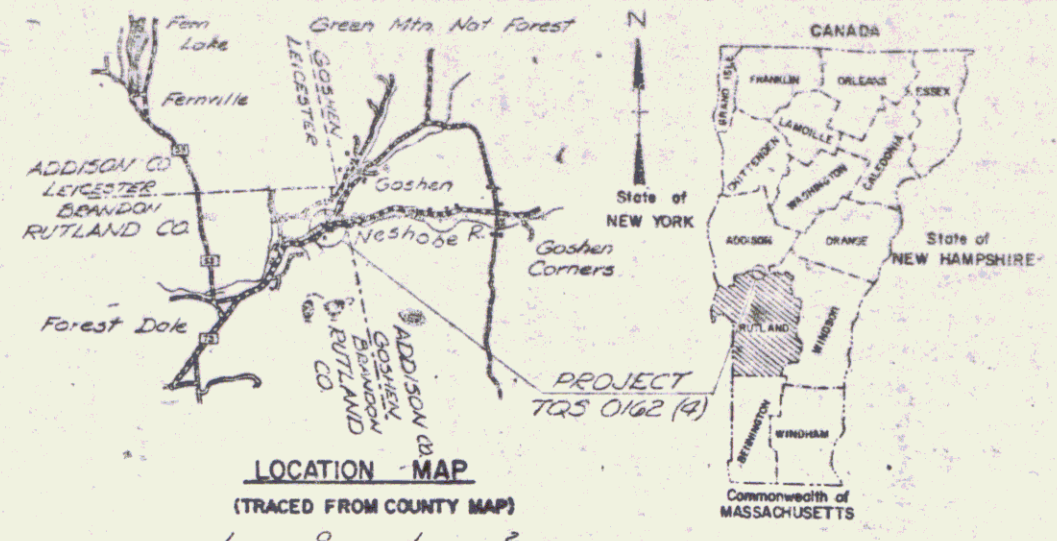 Fern
Lake
Green Mtn. Nat Forest
GOSHEN
LEICESTER
Fernville
53
ADDISON CO
LEICESTER
BRANDON
RUTLAND CO.
Goshen
Neshobe R.
Goshen
Corners
53
Forest Dale
73
ADDISON CO.
GOSHEN
BRANDON
RUTLAND
CO.
PROJECT
TQS 0162 (4)
LOCATION MAP
(TRACED FROM COUNTY MAP)
N
CANADA
GRAND ISLE
FRANKLIN
ORLEANS
ESSEX
LAMOILLE
CHITTENDEN
WASHINGTON
CALEDONIA
State of
NEW YORK
ADDISON
ORANGE
State of
NEW HAMPSHIRE
RUTLAND
WINDSOR
BENNINGTON
WINDHAM
Commonwealth of
MASSACHUSETTS